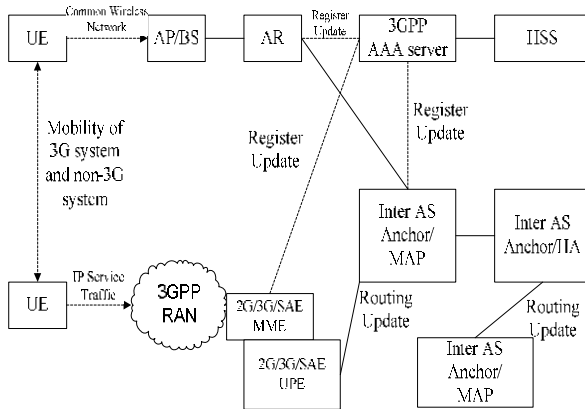 Common Wireless
Network
Register
Update
UE
AP/BS
AR
3GPP
AAA server
HSS
Register
Update
Register
Update
Mobility of
3G system
and non-3G
system
Inter AS
Anchor/
MAP
Inter AS
Anchor/HA
IP Service
Traffic
UE
3GPP
RAN
2G/3G/SAE
MME
Routing
Update
Routing
Update
2G/3G/SAE
UPE
Inter AS
Anchor/
MAP